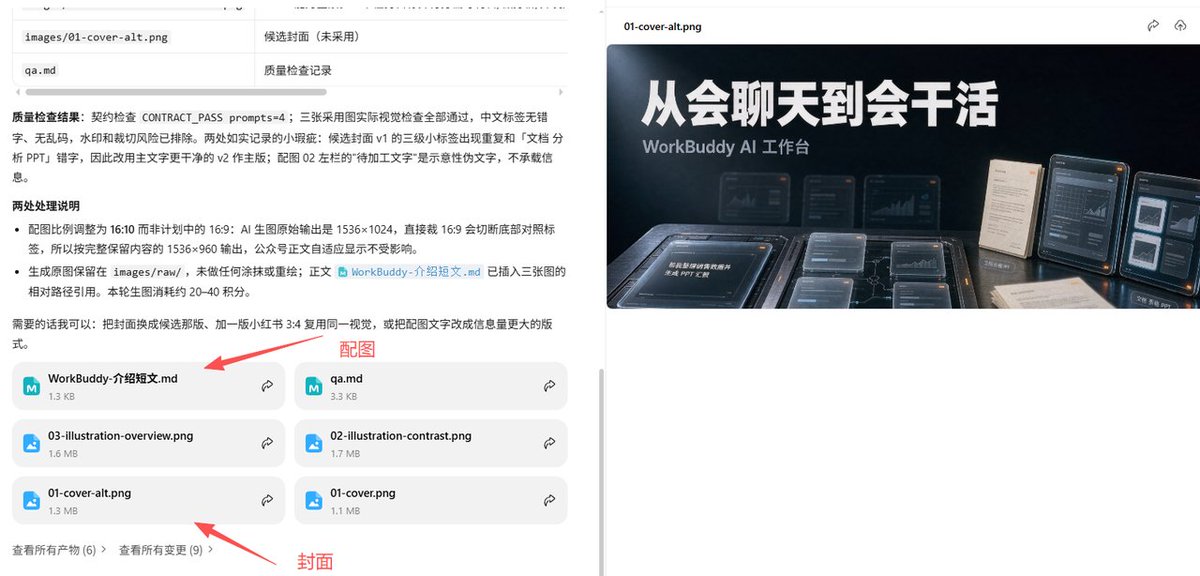 images/01-cover-alt.png
候选封面（未采用）
qa.md
质量检查记录
质量检查结果：契约检查 CONTRACT_PASS prompts=4；三张采用图实际视觉检查全部通过，中文标签无错
字、无乱码，水印和裁切风险已排除。两处如实记录的小瑕疵：候选封面 v1 的三级小标签出现重复和「文档 分
析 PPT」错字，因此改用主文字更干净的 v2 作主版；配图 02 左栏的"待加工文字"是示意性伪文字，不承载信
息。
两处处理说明
配图比例调整为 16:10 而非计划中的 16:9：AI 生图原始输出是 1536×1024，直接裁 16:9 会切断底部对照标
签，所以按完整保留内容的 1536×960 输出，公众号正文自适应显示不受影响。
生成原图保留在 images/raw/，未做任何涂抹或重绘；正文 WorkBuddy-介绍短文.md 已插入三张图的
相对路径引用。本轮生图消耗约 20–40 积分。
需要的话我可以：把封面换成候选那版、加一版小红书 3:4 复用同一视觉，或把配图文字改成信息量更大的版
式。
配图
WorkBuddy-介绍短文.md
1.3 KB
qa.md
3.3 KB
03-illustration-overview.png
1.6 MB
02-illustration-contrast.png
1.7 MB
01-cover-alt.png
1.3 MB
01-cover.png
1.1 MB
查看所有产物 (6)
查看所有变更 (9)
封面
01-cover-alt.png
从会聊天到会干活
WorkBuddy AI 工作台
生成 PPT 汇报